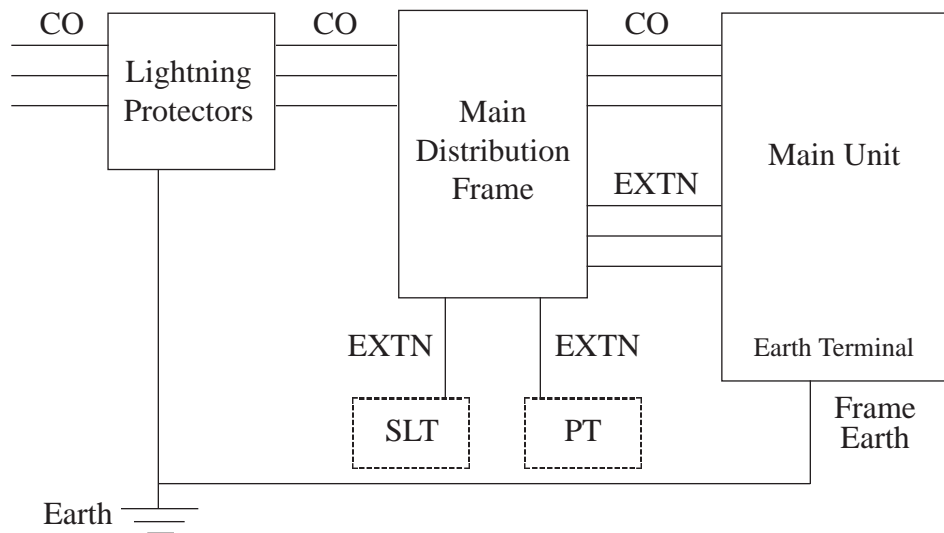 CO
CO
CO
Lightning
Protectors
Main
Distribution
Frame
Main Unit
EXTN
EXTN
EXTN
Earth Terminal
SLT
PT
Frame
Earth
Earth